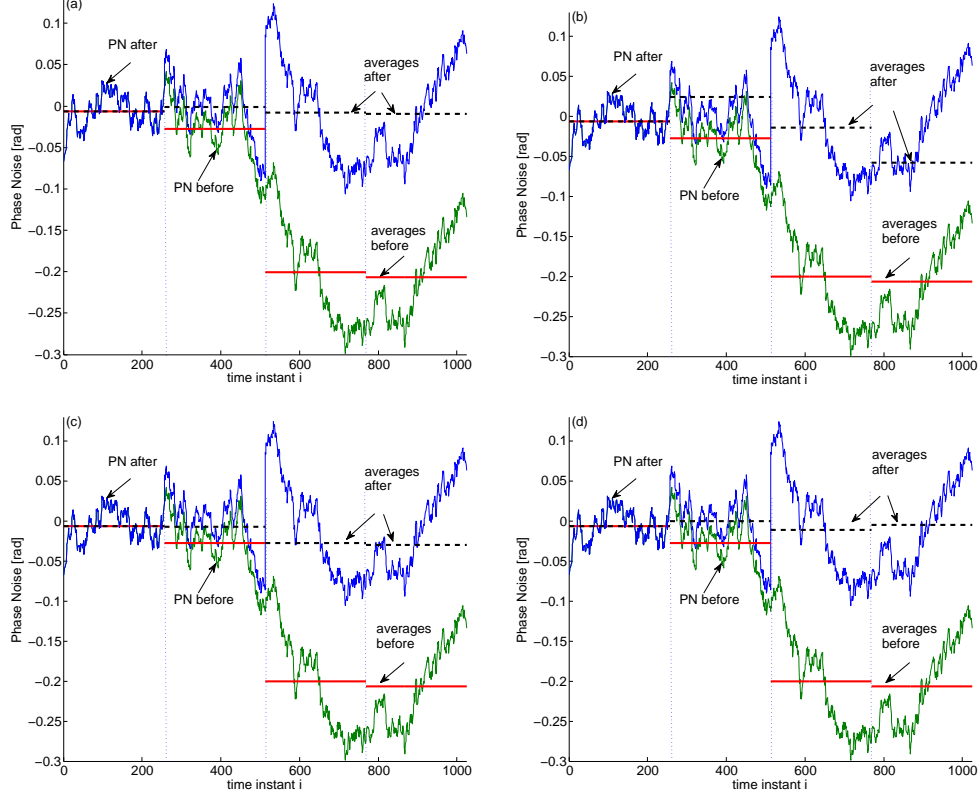 (a)
0.1
0.05
0
−0.05
−0.1
−0.15
−0.2
−0.25
−0.3
Phase Noise [rad]
PN after
PN before
averages
after
averages
before
0 200 400 600 800 1000
time instant i
(b)
0.1
0.05
0
−0.05
−0.1
−0.15
−0.2
−0.25
−0.3
Phase Noise [rad]
PN after
PN before
averages
after
averages
before
0 200 400 600 800 1000
time instant i
(c)
0.1
0.05
0
−0.05
−0.1
−0.15
−0.2
−0.25
−0.3
Phase Noise [rad]
PN after
PN before
averages
after
averages
before
0 200 400 600 800 1000
time instant i
(d)
0.1
0.05
0
−0.05
−0.1
−0.15
−0.2
−0.25
−0.3
Phase Noise [rad]
PN after
PN before
averages
after
averages
before
0 200 400 600 800 1000
time instant i